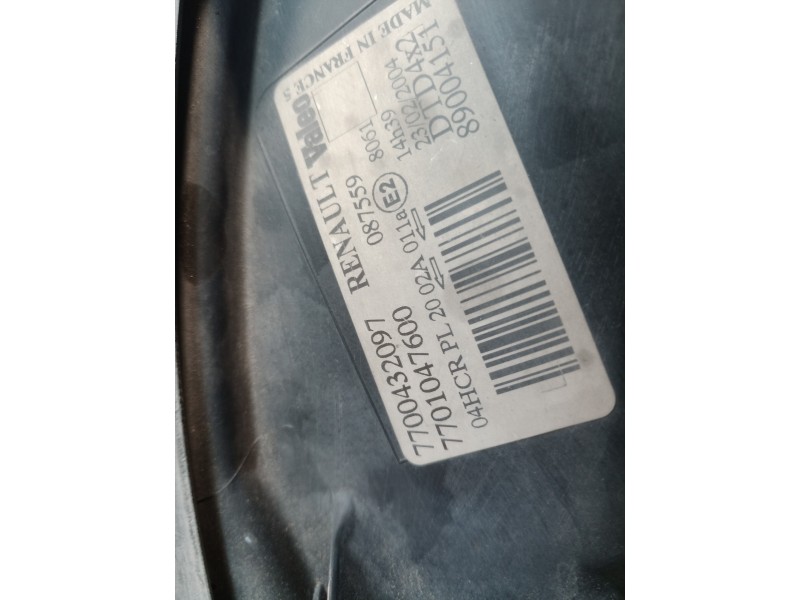 7700432097 RENAULT Valeo MADE IN FRANCE S
7701047600 087559 8061
04HCR PL 20 02A 011a E2 14h39
23/02/2004
DTD4X2
89004151